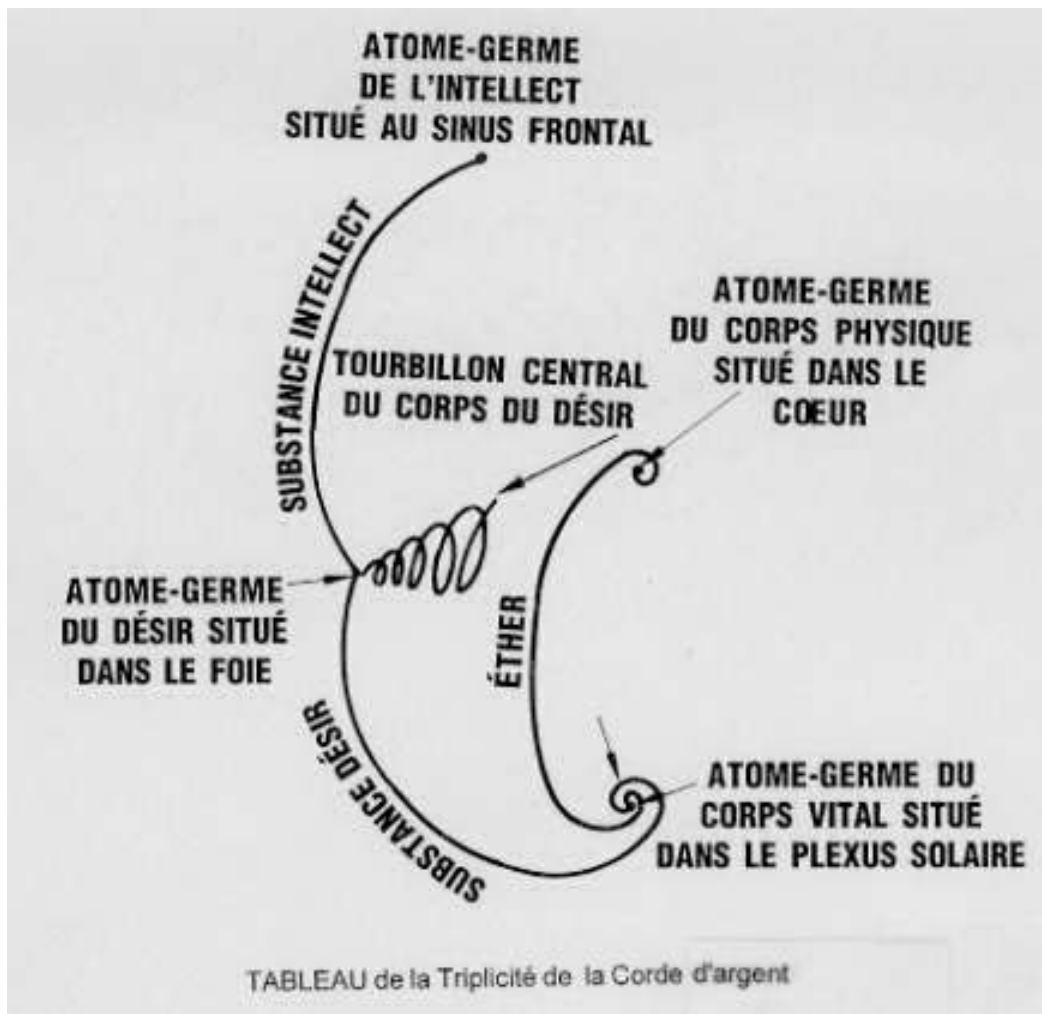 ATOME-GERME
DE L'INTELLECT
SITUÉ AU SINUS FRONTAL
SUBSTANCE INTELLECT
ATOME-GERME
DU CORPS PHYSIQUE
SITUÉ DANS LE
CŒUR
TOURBILLON CENTRAL
DU CORPS DU DÉSIR
ATOME-GERME
DU DÉSIR SITUÉ
DANS LE FOIE
ÉTHER
SUBSTANCE DÉSIR
ATOME-GERME DU
CORPS VITAL SITUÉ
DANS LE PLEXUS SOLAIRE
TABLEAU de la Triplicité de la Corde d'argent